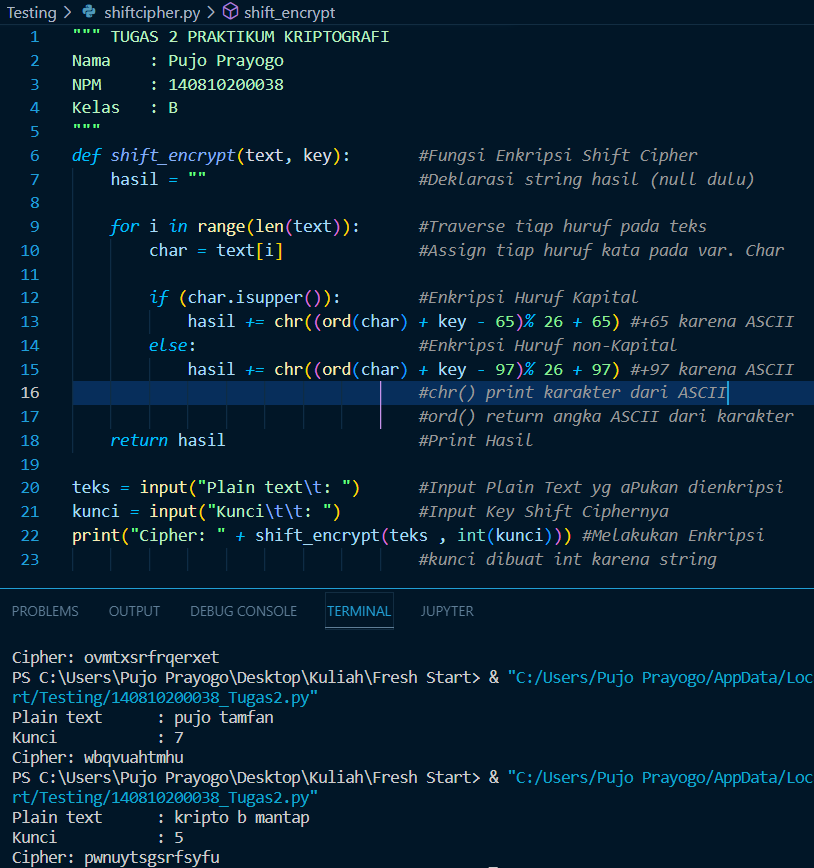 Testing > shiftcipher.py > shift_encrypt
1 """ TUGAS 2 PRAKTIKUM KRIPTOGRAFI
2 Nama    : Pujo Prayogo
3 NPM     : 140810200038
4 Kelas   : B
5 """
6 def shift_encrypt(text, key):       #Fungsi Enkripsi Shift Cipher
7     hasil = ""                      #Deklarasi string hasil (null dulu)
8
9     for i in range(len(text)):      #Traverse tiap huruf pada teks
10         char = text[i]              #Assign tiap huruf kata pada var. Char
11
12         if (char.isupper()):        #Enkripsi Huruf Kapital
13             hasil += chr((ord(char) + key - 65)% 26 + 65) #+65 karena ASCII
14         else:                       #Enkripsi Huruf non-Kapital
15             hasil += chr((ord(char) + key - 97)% 26 + 97) #+97 karena ASCII
16                                     #chr() print karakter dari ASCII
17                                     #ord() return angka ASCII dari karakter
18     return hasil                    #Print Hasil
19
20 teks = input("Plain text\t: ")      #Input Plain Text yg aPukan dienkripsi
21 kunci = input("Kunci\t\t: ")        #Input Key Shift Ciphernya
22 print("Cipher: " + shift_encrypt(teks , int(kunci))) #Melakukan Enkripsi
23                                     #kunci dibuat int karena string
PROBLEMS OUTPUT DEBUG CONSOLE TERMINAL JUPYTER
Cipher: ovmtxsrfrqerxet
PS C:\Users\Pujo Prayogo\Desktop\Kuliah\Fresh Start> & "C:/Users/Pujo Prayogo/AppData/Loc
rt/Testing/140810200038_Tugas2.py"
Plain text      : pujo tamfan
Kunci           : 7
Cipher: wbqvuahtmhu
PS C:\Users\Pujo Prayogo\Desktop\Kuliah\Fresh Start> & "C:/Users/Pujo Prayogo/AppData/Loc
rt/Testing/140810200038_Tugas2.py"
Plain text      : kripto b mantap
Kunci           : 5
Cipher: pwnuytsgsrfsyfu